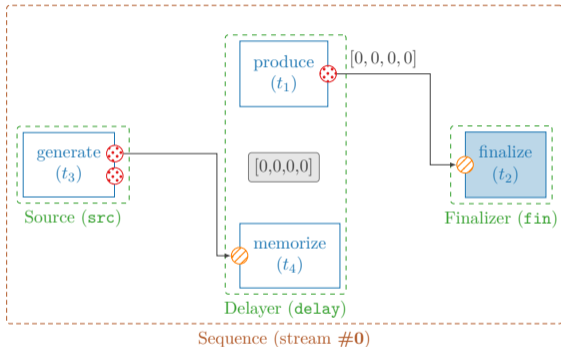 produce
(t₁)
[0, 0, 0, 0]
generate
(t₃)
[0,0,0,0]
finalize
(t₂)
Source (src)
Finalizer (fin)
memorize
(t₄)
Delayer (delay)
Sequence (stream #0)